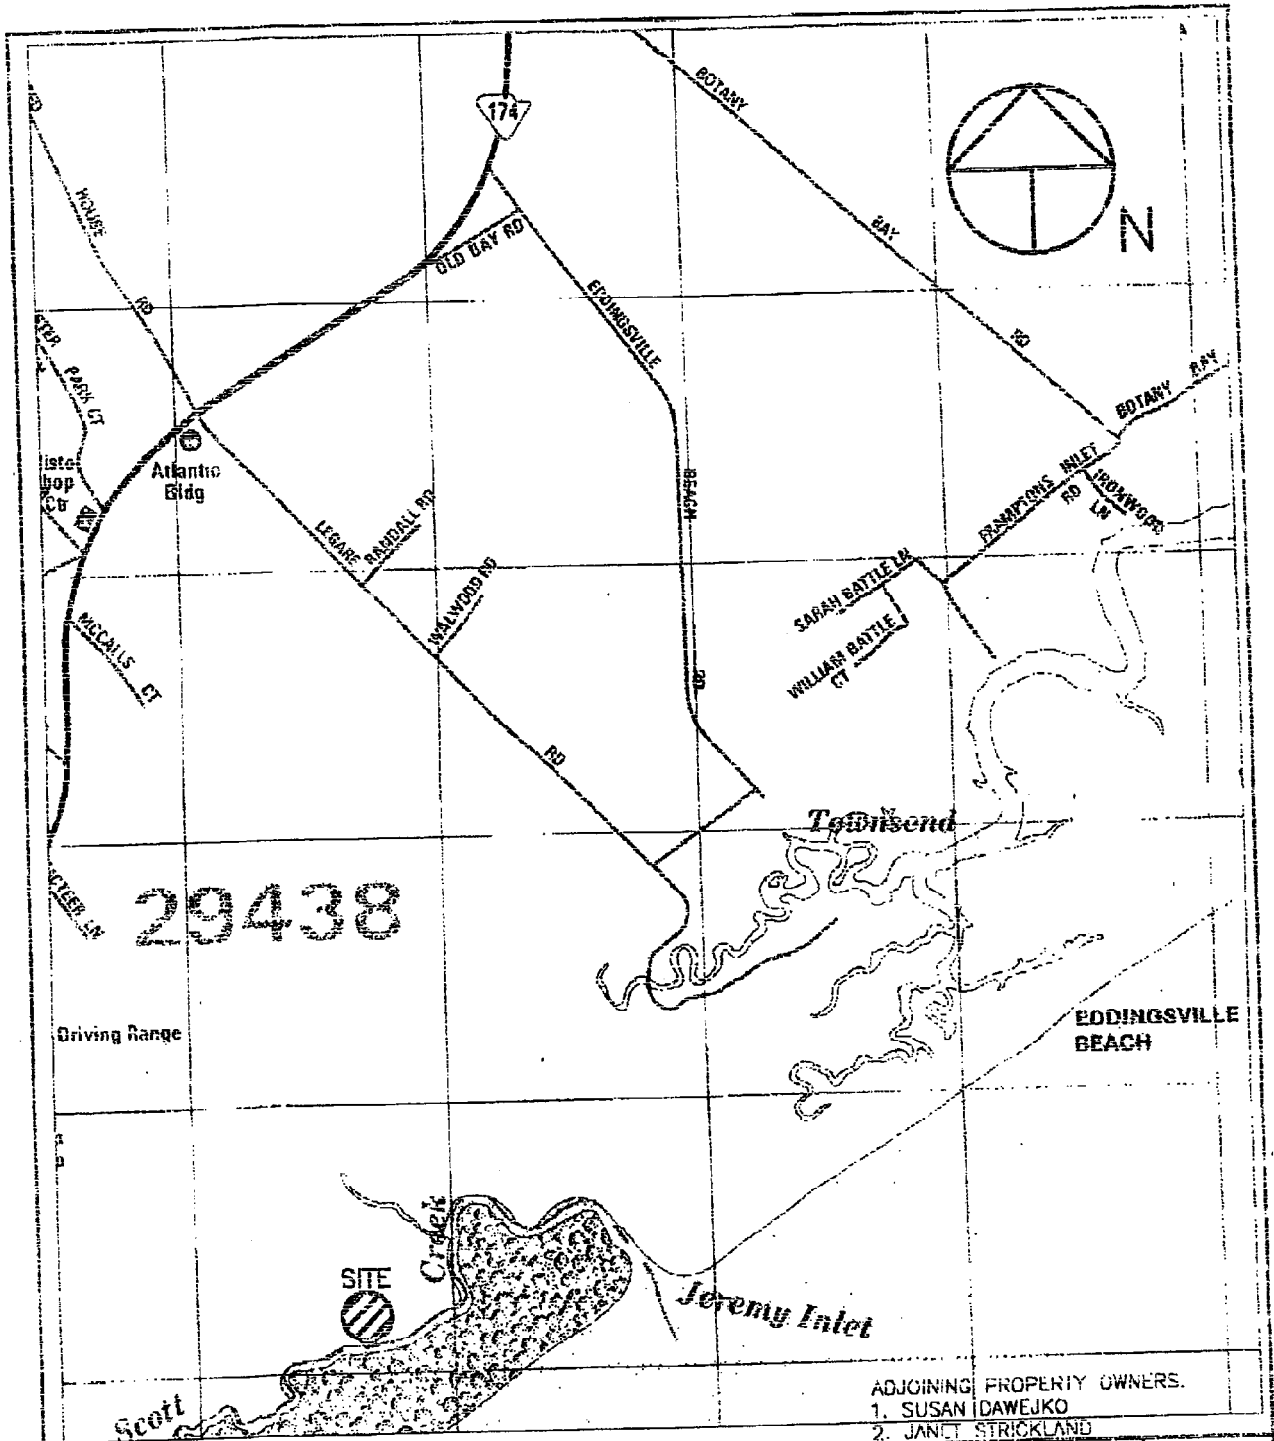 174
BOTANY
BAY
RD
N
HOUSE
RD
OLD BAY RD
EDDINGSVILLE
BEACH
RD
BOTANY BAY
PARK CT
Atlantic
Bldg
LEGARE
RD
RANDALL RD
WALWOOD RD
FRAMPTONS INLET
RD
IRONWOOD
LN
SARAH BATTLE LN
WILLIAM BATTLE
CT
MCCALLS CT
Townsend
29438
Driving Range
EDDINGSVILLE
BEACH
Creek
SITE
Jeremy Inlet
Scott
ADJOINING PROPERTY OWNERS.
1. SUSAN DAWEJKO
2. JANET STRICKLAND